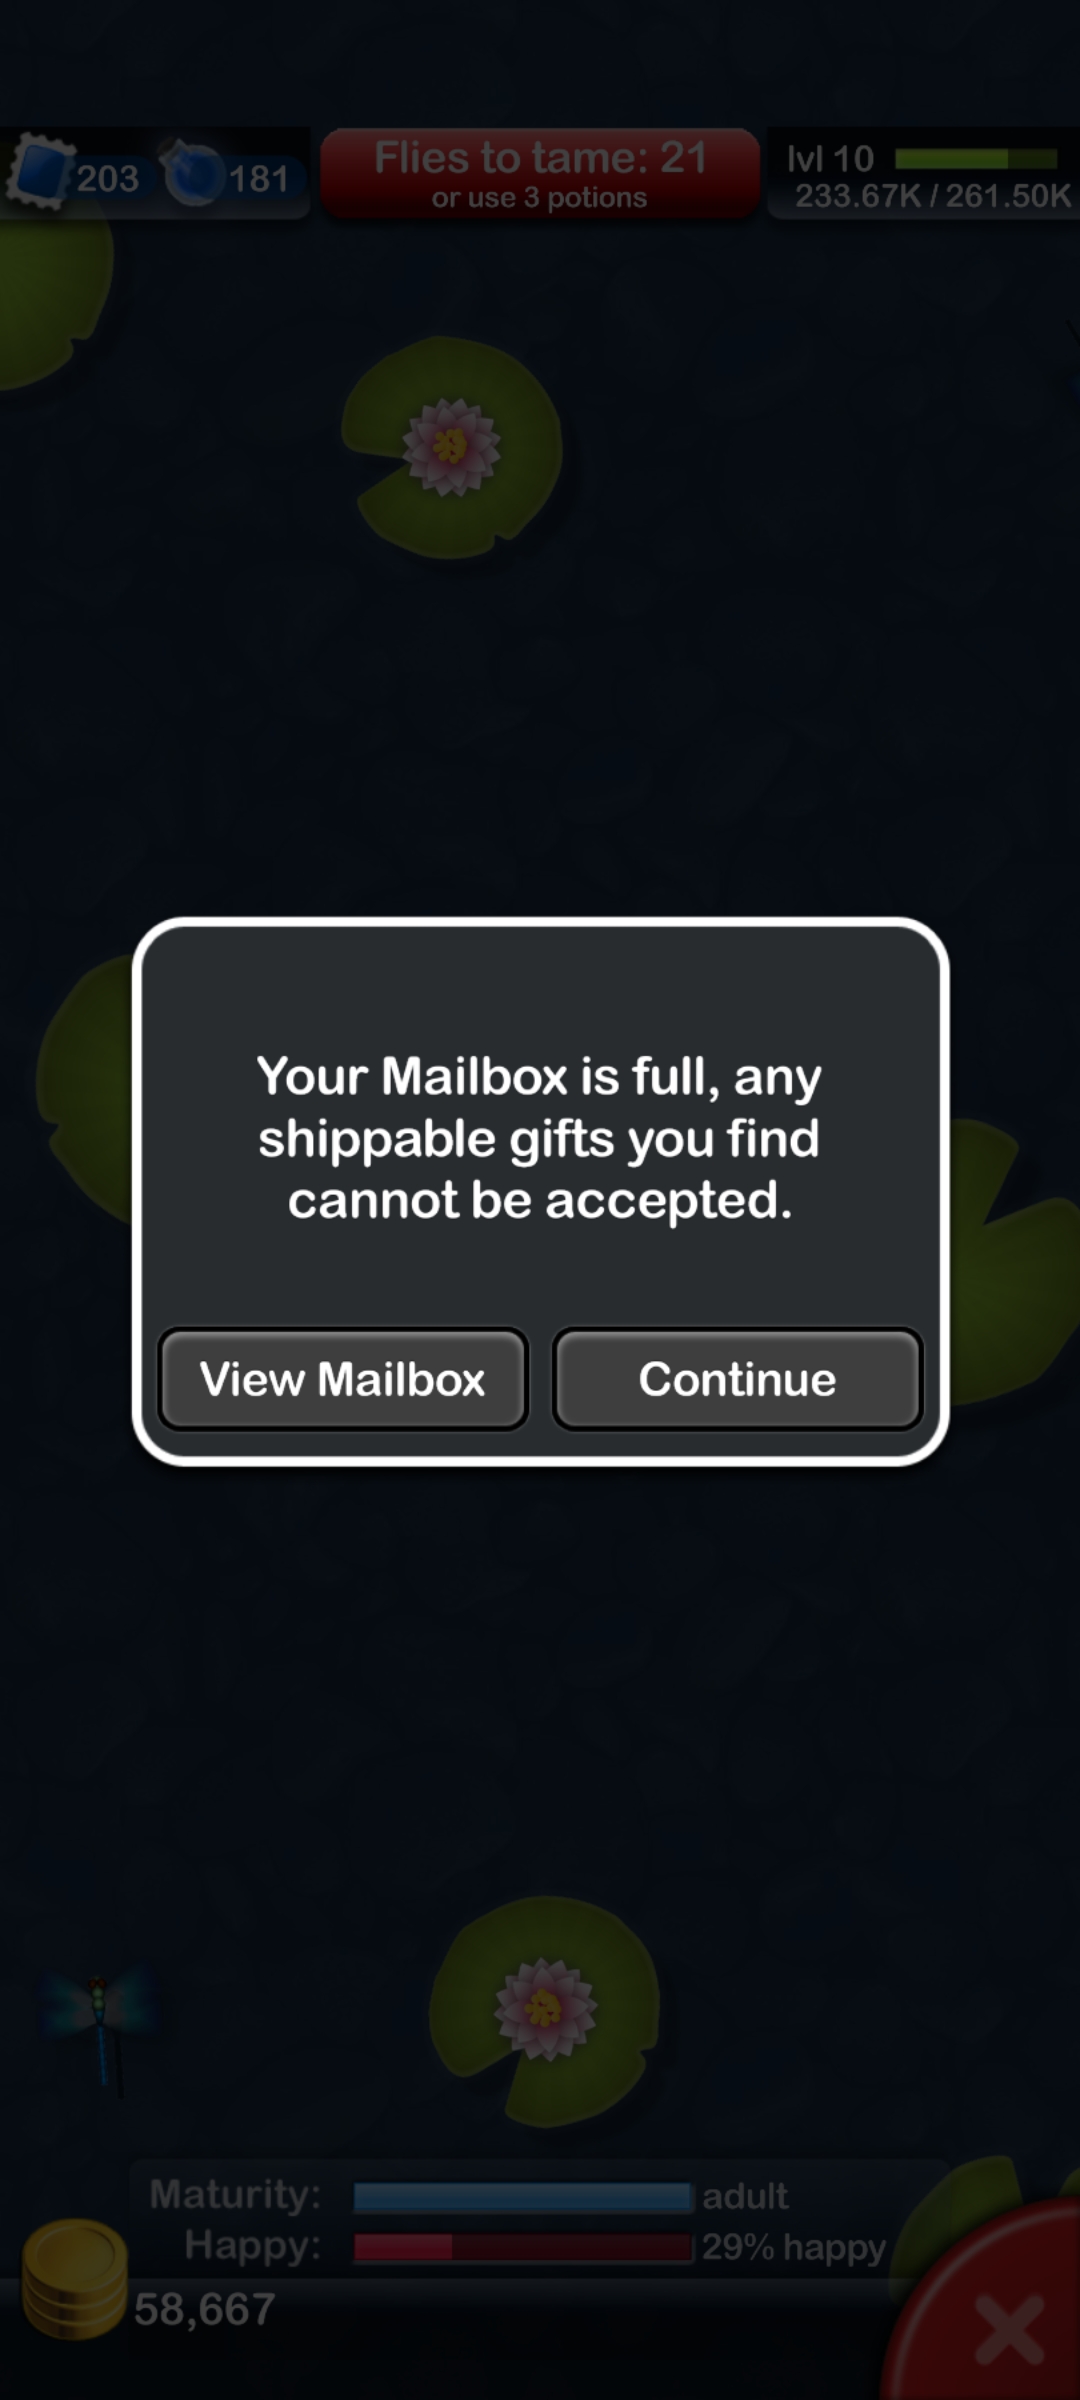 203
181
Flies to tame: 21
or use 3 potions
lvl 10
233.67K / 261.50K
Your Mailbox is full, any
shippable gifts you find
cannot be accepted.
View Mailbox
Continue
Maturity:
adult
Happy:
29% happy
58,667